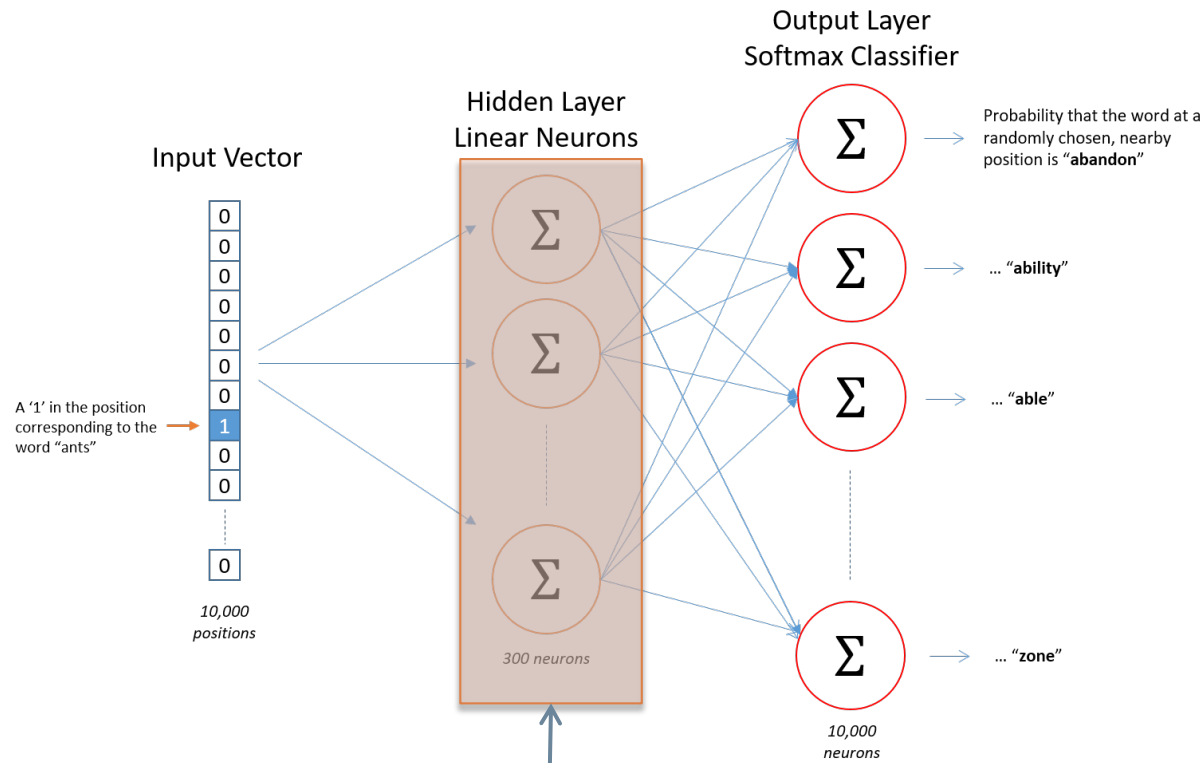 Output Layer
Softmax Classifier
Hidden Layer
Linear Neurons
Input Vector
0
0
0
0
0
0
0
1
0
0
0
A ‘1’ in the position
corresponding to the
word “ants”
10,000
positions
Σ
Σ
Σ
300 neurons
Σ
Σ
Σ
Σ
10,000
neurons
Probability that the word at a
randomly chosen, nearby
position is “abandon”
... “ability”
... “able”
... “zone”